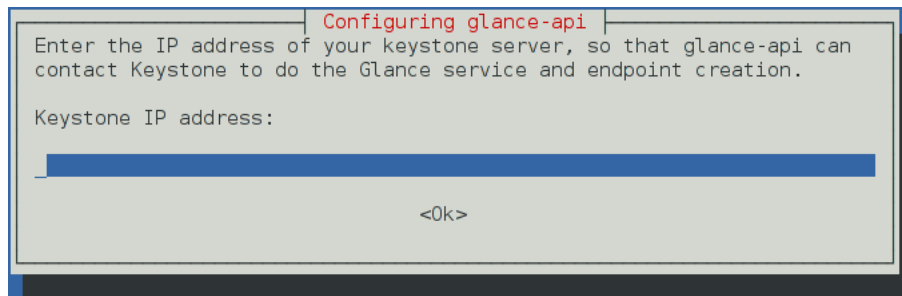 Configuring glance-api
Enter the IP address of your keystone server, so that glance-api can
contact Keystone to do the Glance service and endpoint creation.
Keystone IP address:
<Ok>